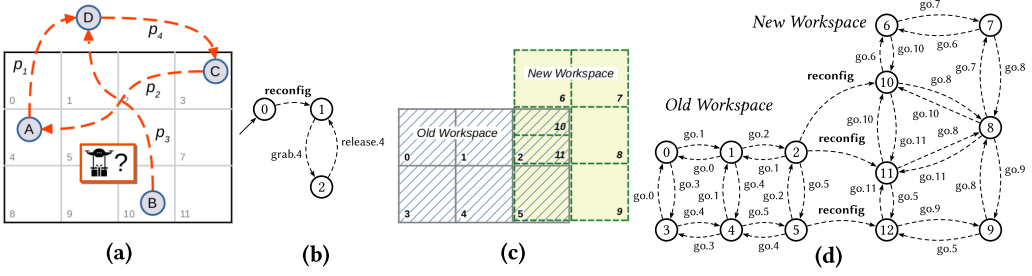 D
p4
p1
C
0
1
2
3
p2
A
p3
4
5
?
7
B
8
9
10
11
(a)
reconfig
0
1
grab.4
release.4
2
(b)
New Workspace
6
7
Old Workspace
10
0
1
2
11
8
3
4
5
9
(c)
New Workspace
go.7
6
7
go.6
go.6
go.10
reconfig
go.7
go.8
10
go.8
Old Workspace
go.10
go.10
8
go.1
go.2
reconfig
go.8
0
1
2
go.11
go.0
go.1
11
go.11
go.0
go.3
go.1
go.4
go.2
go.5
go.11
go.5
go.8
go.9
go.4
go.5
reconfig
go.9
3
4
5
12
9
go.3
go.4
go.5
(d)